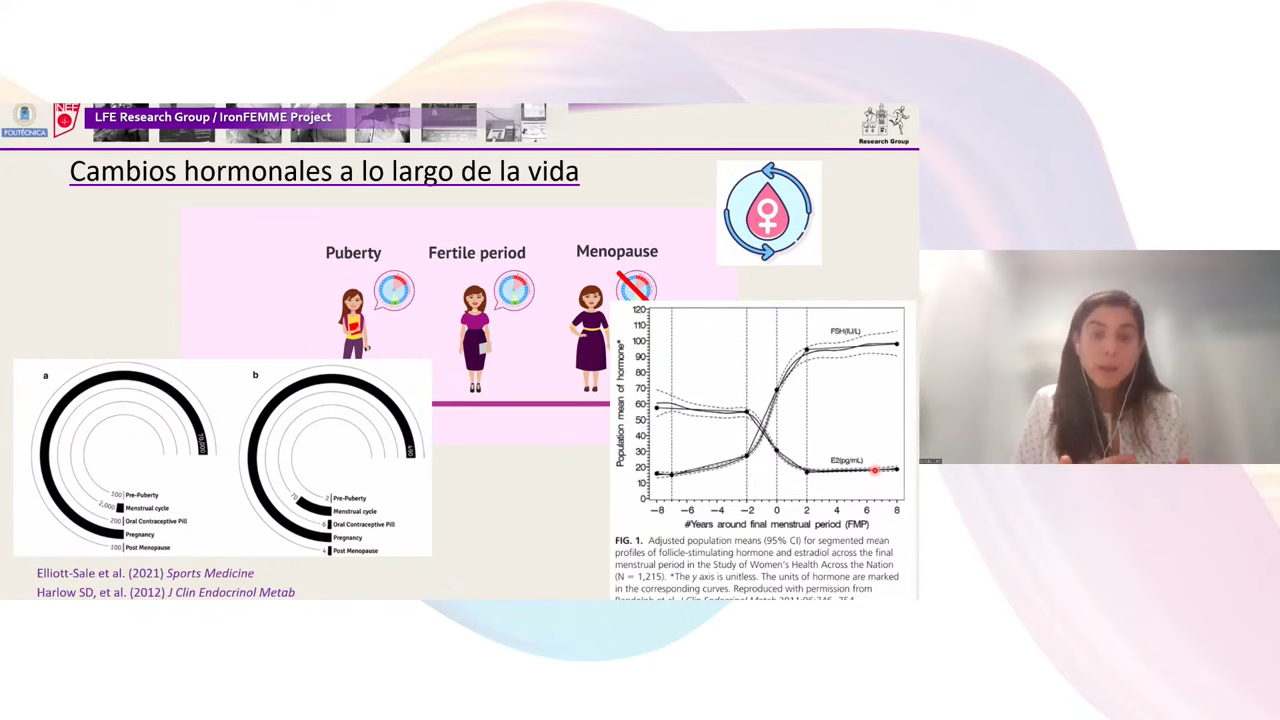 POLITÉCNICA
INEF
LFE Research Group / IronFEMME Project
Research Group
Cambios hormonales a lo largo de la vida
Puberty
Fertile period
Menopause
a
10,000
100 Pre-Puberty
2,000 Menstrual cycle
200 Oral Contraceptive Pill
Pregnancy
100 Post Menopause
b
70
2 Pre-Puberty
Menstrual cycle
6 Oral Contraceptive Pill
Pregnancy
4 Post Menopause
Population mean of hormone*
120
110
100
90
80
70
60
50
40
30
20
10
0
FSH(IU/L)
E2(pg/mL)
-8 -6 -4 -2 0 2 4 6 8
#Years around final menstrual period (FMP)
FIG. 1. Adjusted population means (95% CI) for segmented mean
profiles of follicle-stimulating hormone and estradiol across the final
menstrual period in the Study of Women's Health Across the Nation
(N = 1,215). *The y axis is unitless. The units of hormone are marked
in the corresponding curves. Reproduced with permission from
Elliott-Sale et al. (2021) Sports Medicine
Harlow SD, et al. (2012) J Clin Endocrinol Metab